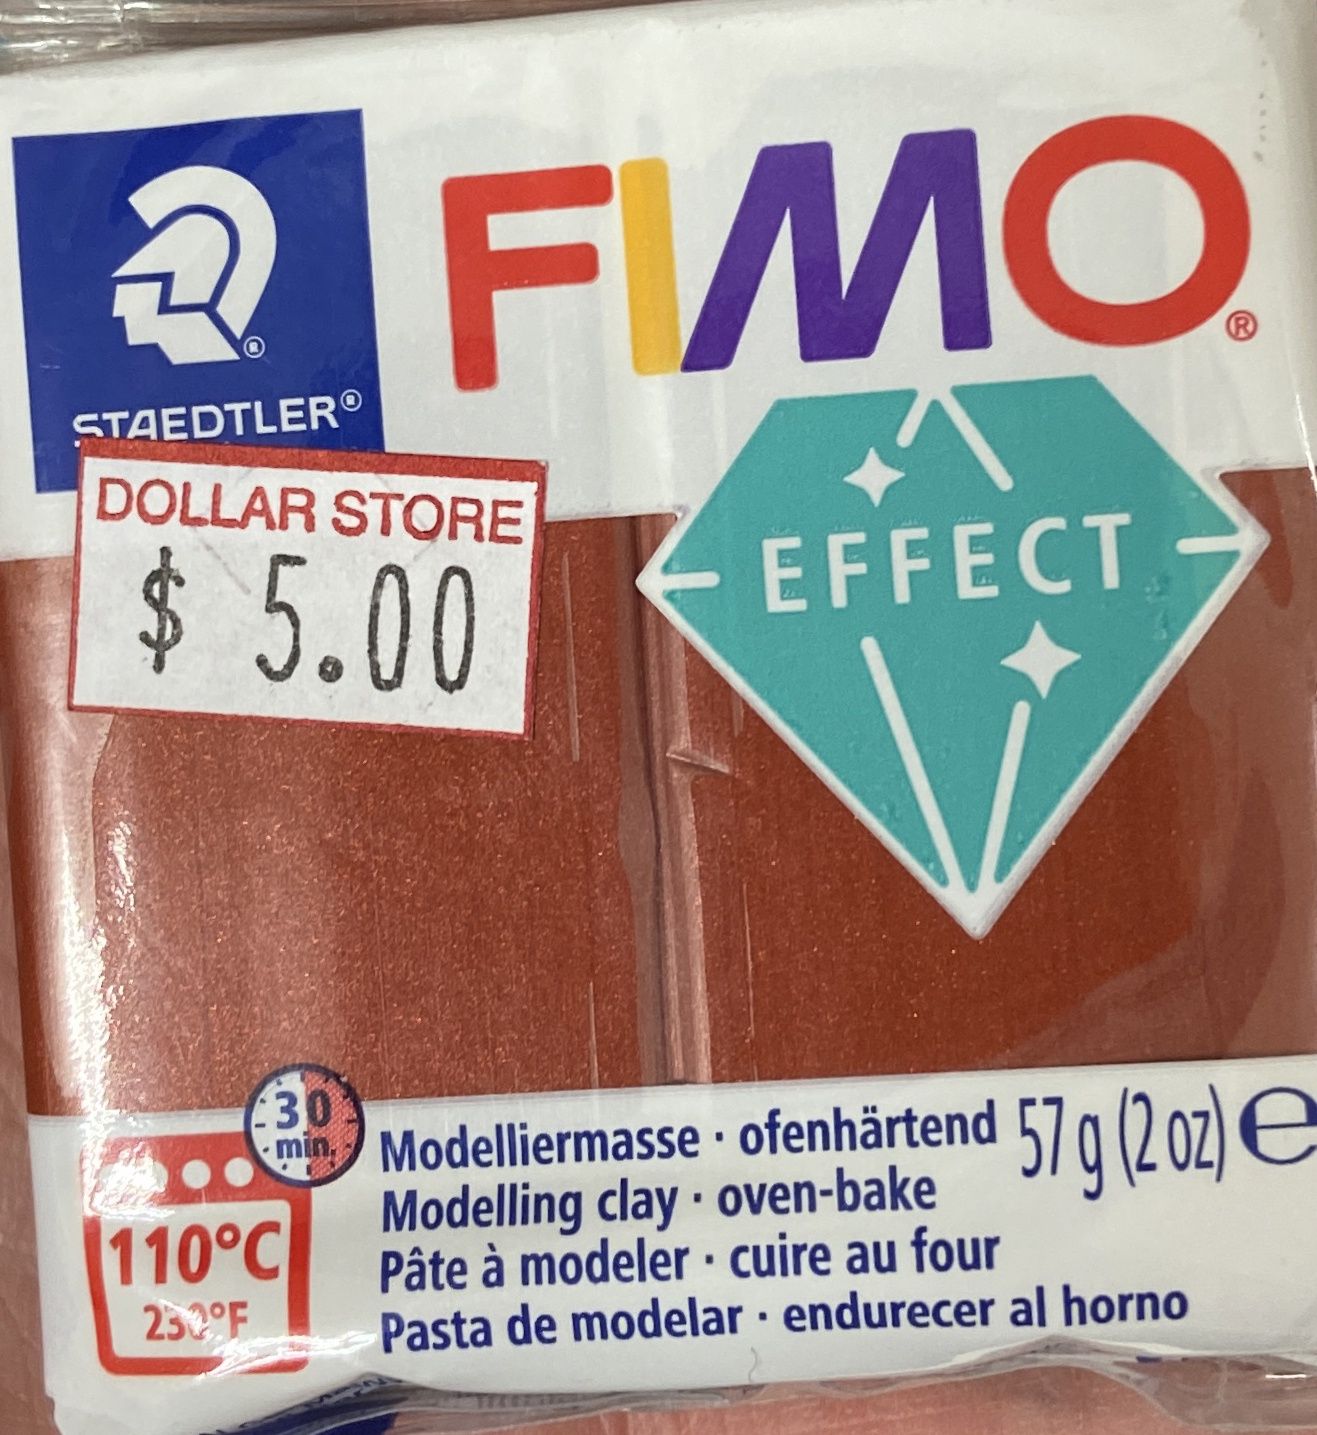 STAEDTLER®
FIMO®
DOLLAR STORE
$ 5.00
EFFECT
30
min.
110°C
230°F
Modelliermasse · ofenhärtend
57 g (2 oz) ℮
Modelling clay · oven-bake
Pâte à modeler · cuire au four
Pasta de modelar · endurecer al horno